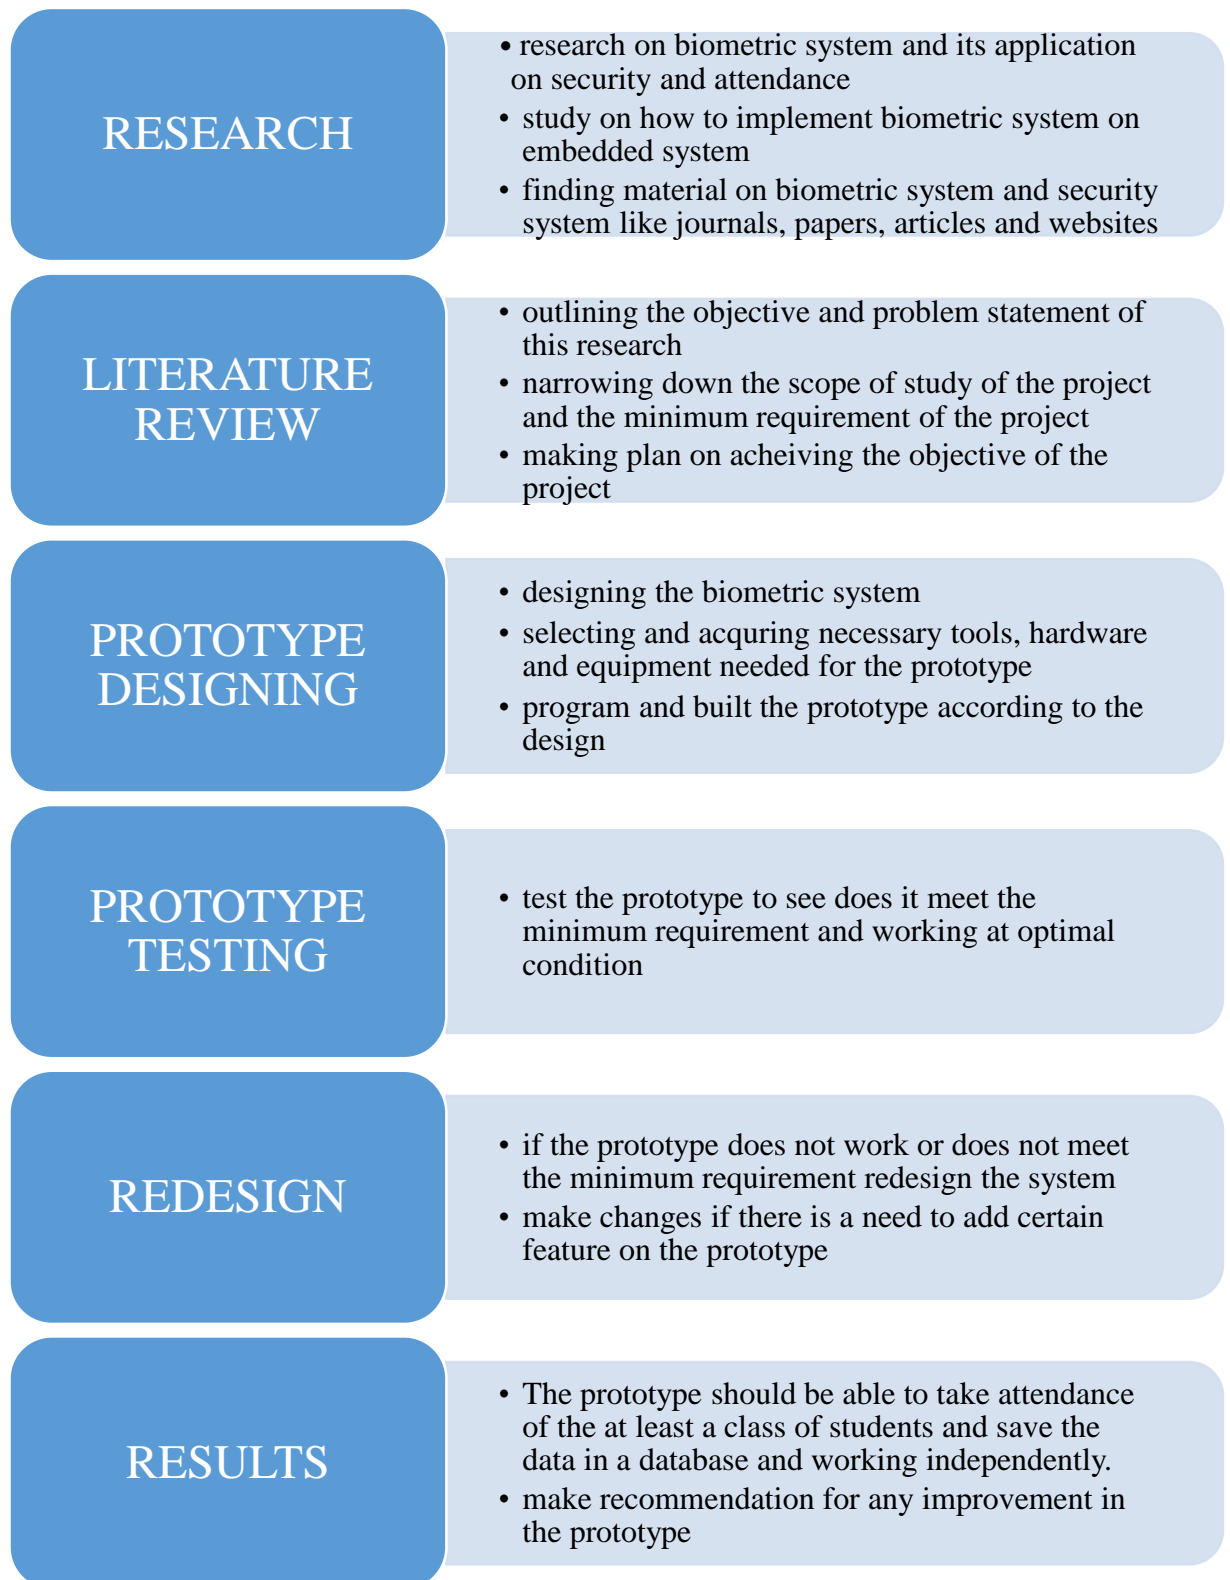 RESEARCH
• research on biometric system and its application
on security and attendance
• study on how to implement biometric system on
embedded system
• finding material on biometric system and security
system like journals, papers, articles and websites
LITERATURE
REVIEW
• outlining the objective and problem statement of
this research
• narrowing down the scope of study of the project
and the minimum requirement of the project
• making plan on acheiving the objective of the
project
PROTOTYPE
DESIGNING
• designing the biometric system
• selecting and acquring necessary tools, hardware
and equipment needed for the prototype
• program and built the prototype according to the
design
PROTOTYPE
TESTING
• test the prototype to see does it meet the
minimum requirement and working at optimal
condition
REDESIGN
• if the prototype does not work or does not meet
the minimum requirement redesign the system
• make changes if there is a need to add certain
feature on the prototype
RESULTS
• The prototype should be able to take attendance
of the at least a class of students and save the
data in a database and working independently.
• make recommendation for any improvement in
the prototype